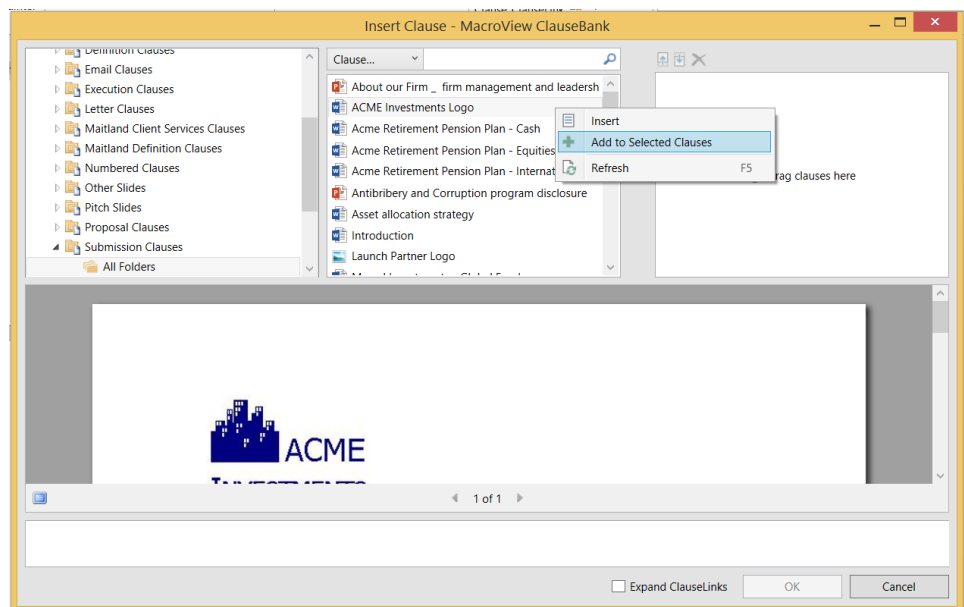 Insert Clause - MacroView ClauseBank
Definition Clauses
Email Clauses
Execution Clauses
Letter Clauses
Maitland Client Services Clauses
Maitland Definition Clauses
Numbered Clauses
Other Slides
Pitch Slides
Proposal Clauses
Submission Clauses
All Folders
Clause...
About our Firm _ firm management and leadersh
ACME Investments Logo
Acme Retirement Pension Plan - Cash
Acme Retirement Pension Plan - Equities
Acme Retirement Pension Plan - Internat
Antibribery and Corruption program disclosure
Asset allocation strategy
Introduction
Launch Partner Logo
Insert
Add to Selected Clauses
Refresh F5
rag clauses here
ACME
INVESTMENTS
1 of 1
Expand ClauseLinks
OK
Cancel